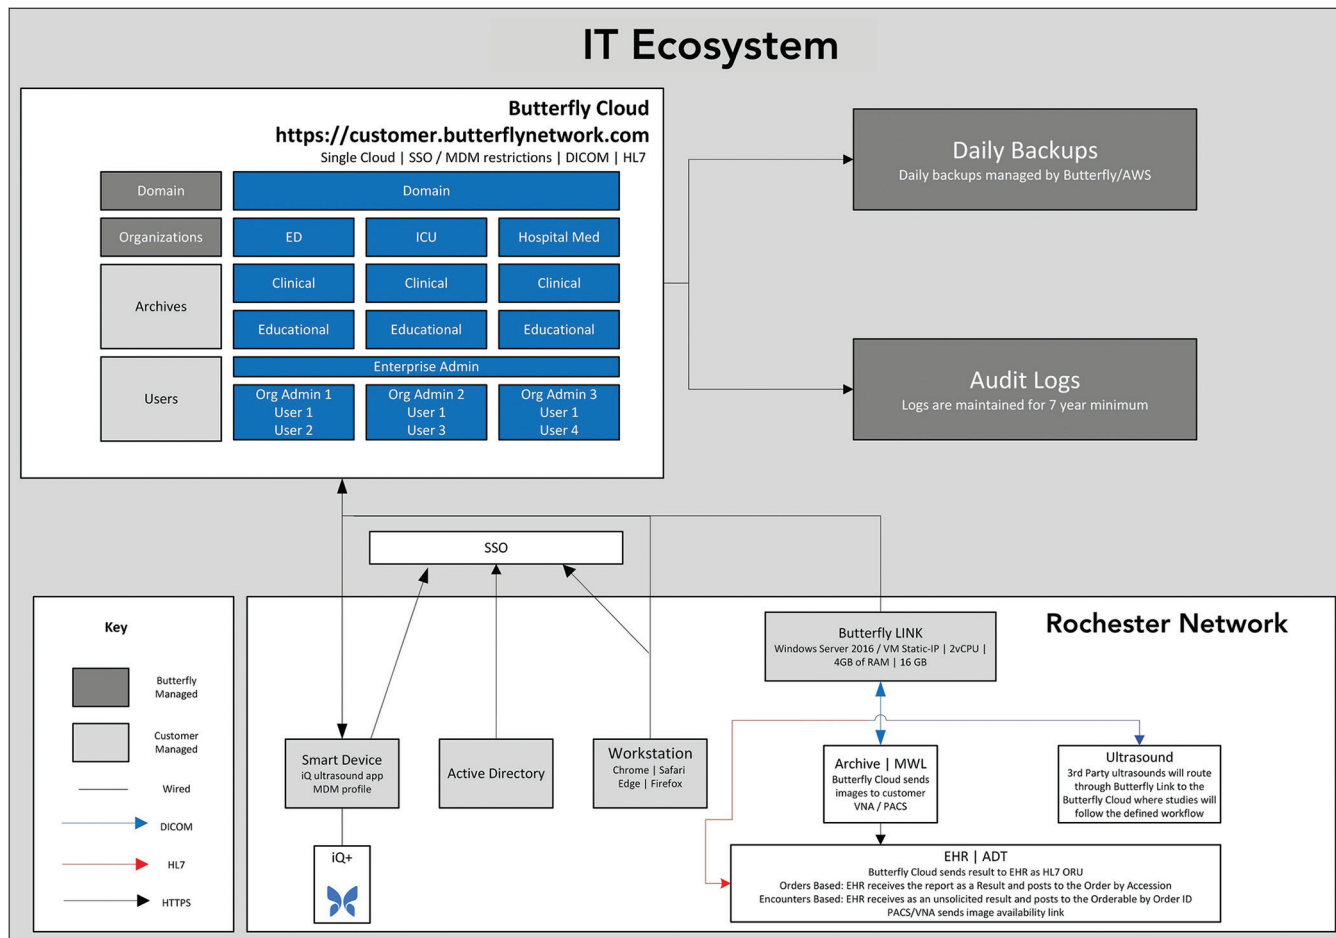 IT Ecosystem
Butterfly Cloud
https://customer.butterflynetwork.com
Single Cloud | SSO / MDM restrictions | DICOM | HL7
Domain
Domain
Organizations
ED
ICU
Hospital Med
Archives
Clinical
Clinical
Clinical
Educational
Educational
Educational
Users
Enterprise Admin
Org Admin 1
User 1
User 2
Org Admin 2
User 1
User 3
Org Admin 3
User 1
User 4
Daily Backups
Daily backups managed by Butterfly/AWS
Audit Logs
Logs are maintained for 7 year minimum
SSO
Key
Butterfly
Managed
Customer
Managed
Wired
DICOM
HL7
HTTPS
Rochester Network
Butterfly LINK
Windows Server 2016 / VM Static-IP | 2vCPU |
4GB of RAM | 16 GB
Smart Device
iQ ultrasound app
MDM profile
iQ+
Active Directory
Workstation
Chrome | Safari
Edge | Firefox
Archive | MWL
Butterfly Cloud sends
images to customer
VNA / PACS
Ultrasound
3rd Party ultrasounds will route
through Butterfly Link to the
Butterfly Cloud where studies will
follow the defined workflow
EHR | ADT
Butterfly Cloud sends result to EHR as HL7 ORU
Orders Based: EHR receives the report as a Result and posts to the Order by Accession
Encounters Based: EHR receives as an unsolicited result and posts to the Orderable by Order ID
PACS/VNA sends image availability link